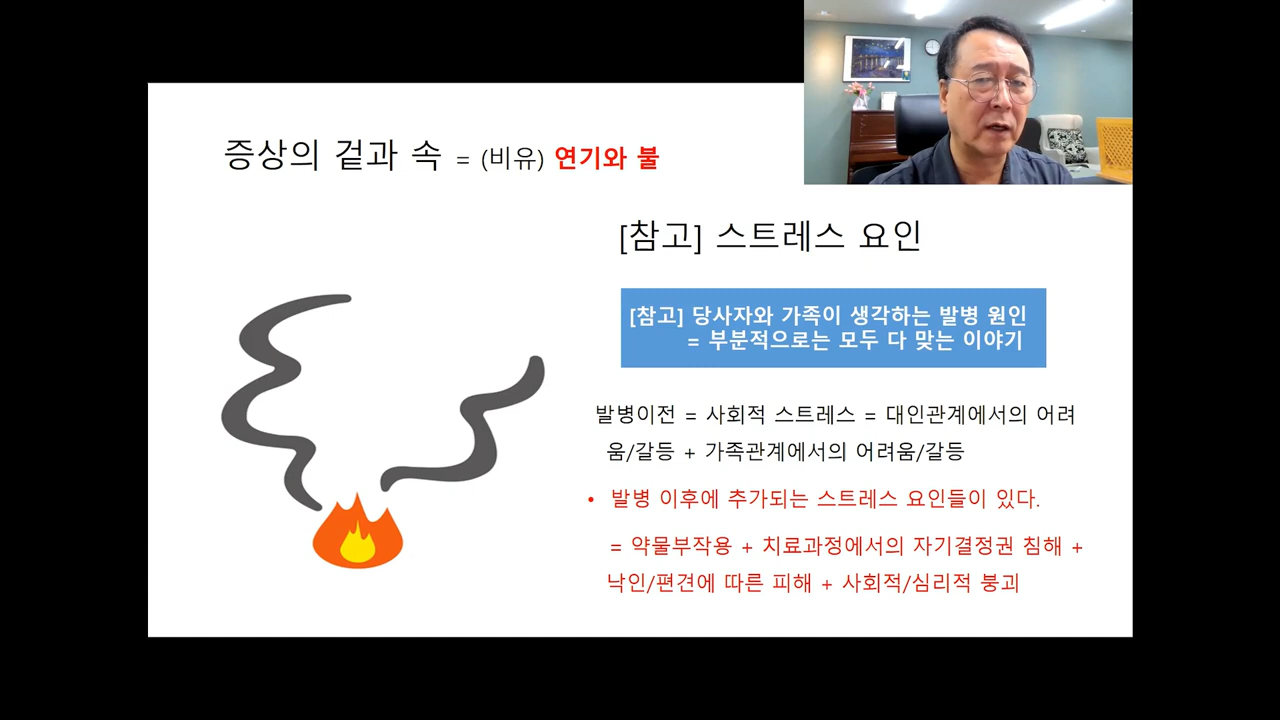 증상의 겉과 속 = (비유) 연기와 불
[참고] 스트레스 요인
[참고] 당사자와 가족이 생각하는 발병 원인
= 부분적으로는 모두 다 맞는 이야기
발병이전 = 사회적 스트레스 = 대인관계에서의 어려
움/갈등 + 가족관계에서의 어려움/갈등
• 발병 이후에 추가되는 스트레스 요인들이 있다.
= 약물부작용 + 치료과정에서의 자기결정권 침해 +
낙인/편견에 따른 피해 + 사회적/심리적 붕괴